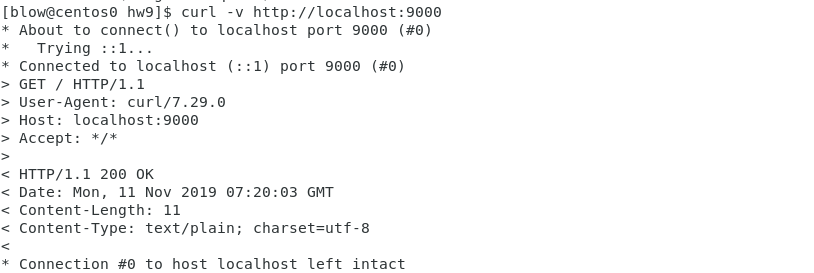 [blow@centos0 hw9]$ curl -v http://localhost:9000
* About to connect() to localhost port 9000 (#0)
*   Trying ::1...
* Connected to localhost (::1) port 9000 (#0)
> GET / HTTP/1.1
> User-Agent: curl/7.29.0
> Host: localhost:9000
> Accept: */*
>
< HTTP/1.1 200 OK
< Date: Mon, 11 Nov 2019 07:20:03 GMT
< Content-Length: 11
< Content-Type: text/plain; charset=utf-8
<
* Connection #0 to host localhost left intact